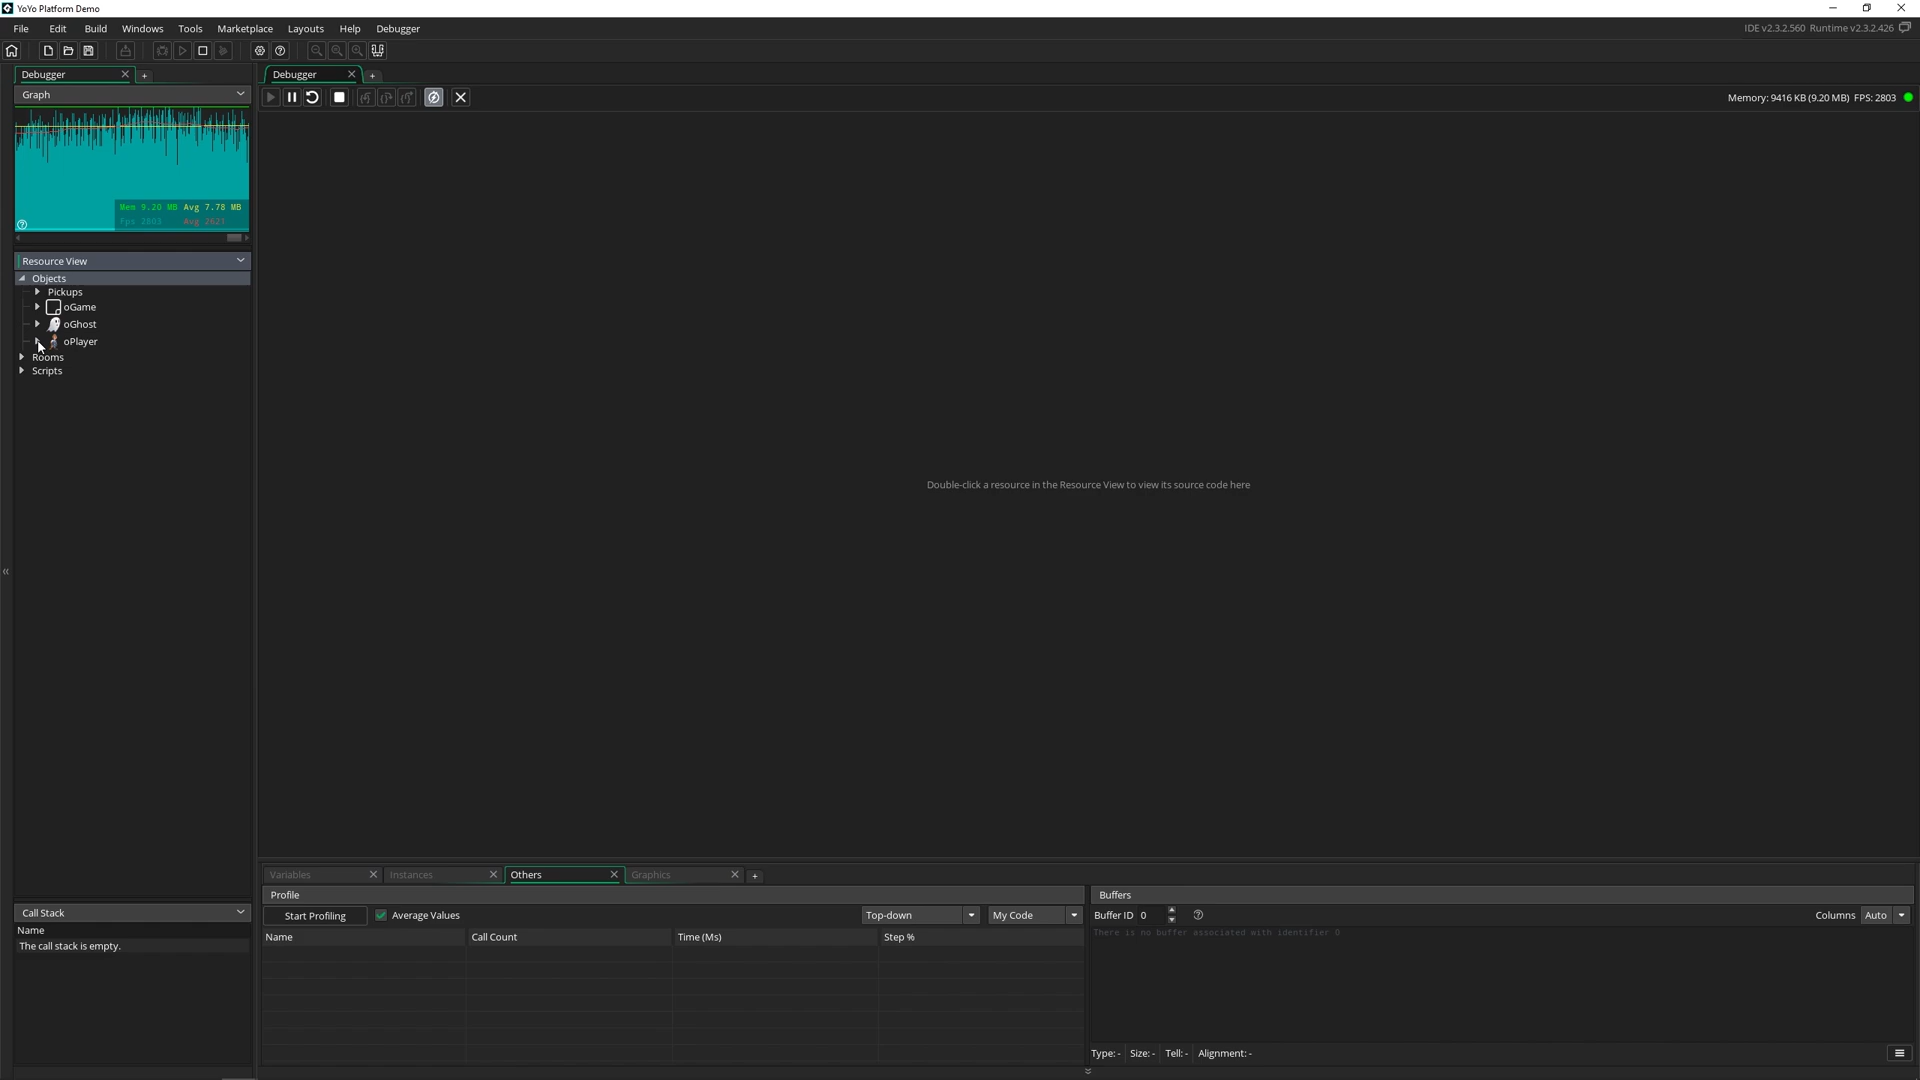 YoYo Platform Demo
File Edit Build Windows Tools Marketplace Layouts Help Debugger
IDE v2.3.2.560 Runtime v2.3.2.426
Debugger
Debugger
Graph
Memory: 9416 KB (9.20 MB) FPS: 2803
Mem 9.20 MB Avg 7.78 MB
Fps 2803 Avg 2621
Resource View
Objects
Pickups
oGame
oGhost
oPlayer
Rooms
Scripts
Double-click a resource in the Resource View to view its source code here
Variables Instances Others Graphics
Profile
Buffers
Start Profiling Average Values Top-down My Code
Buffer ID 0 Columns Auto
Name Call Count Time (Ms) Step %
There is no buffer associated with identifier 0
Call Stack
Name
The call stack is empty.
Type: - Size: - Tell: - Alignment: -